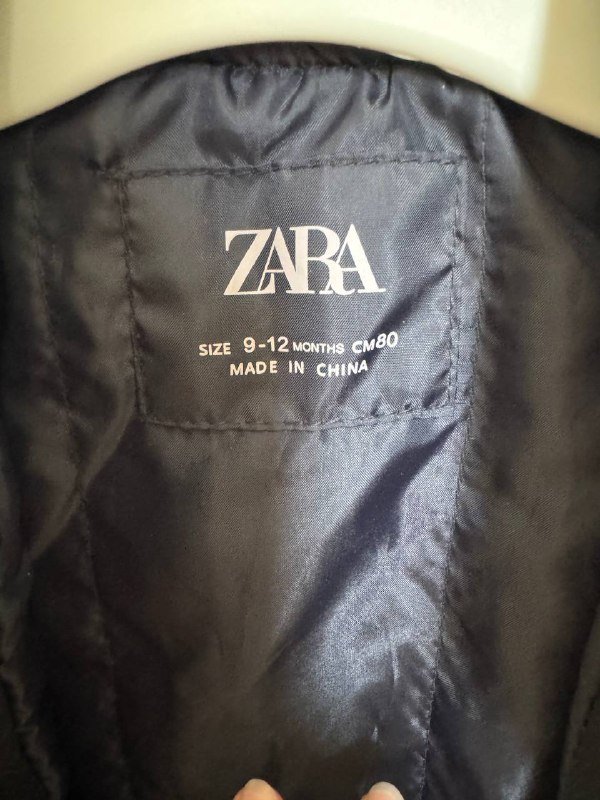 ZARA
SIZE 9-12 MONTHS CM80
MADE IN CHINA